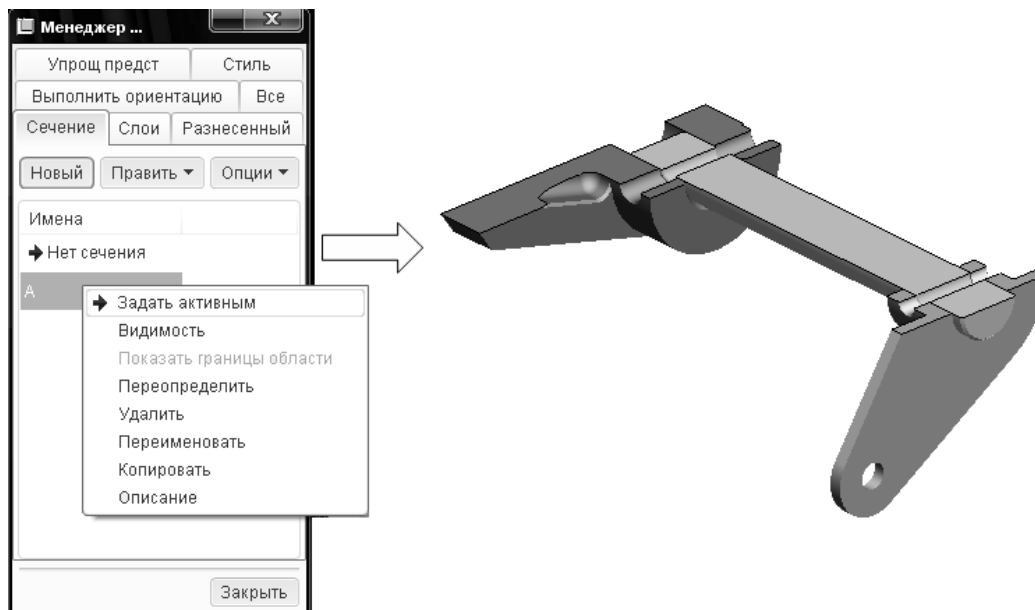 Менеджер ...
Упрощ предст Стиль
Выполнить ориентацию Все
Сечение Слои Разнесенный
Новый Править Опции
Имена
Нет сечения
A
Задать активным
Видимость
Показать границы области
Переопределить
Удалить
Переименовать
Копировать
Описание
Закрыть